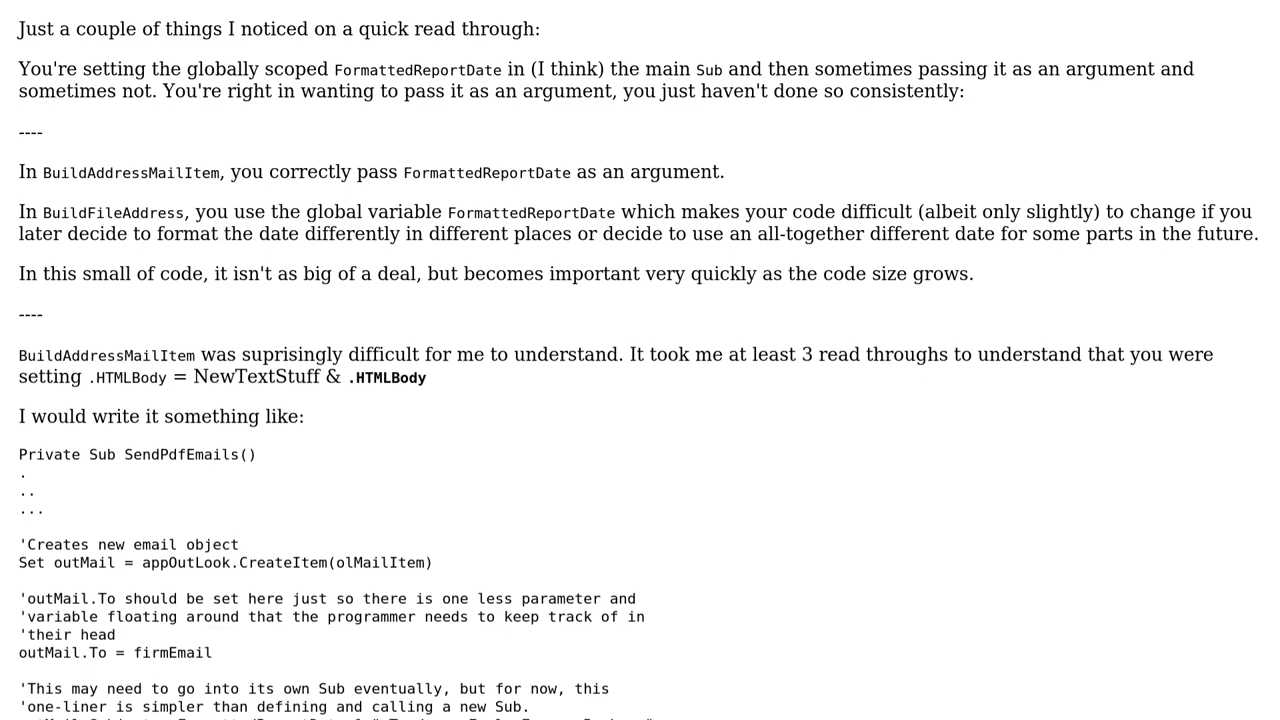 Just a couple of things I noticed on a quick read through:
You're setting the globally scoped FormattedReportDate in (I think) the main Sub and then sometimes passing it as an argument and
sometimes not. You're right in wanting to pass it as an argument, you just haven't done so consistently:
----
In BuildAddressMailItem, you correctly pass FormattedReportDate as an argument.
In BuildFileAddress, you use the global variable FormattedReportDate which makes your code difficult (albeit only slightly) to change if you
later decide to format the date differently in different places or decide to use an all-together different date for some parts in the future.
In this small of code, it isn't as big of a deal, but becomes important very quickly as the code size grows.
----
BuildAddressMailItem was suprisingly difficult for me to understand. It took me at least 3 read throughs to understand that you were
setting .HTMLBody = NewTextStuff & .HTMLBody
I would write it something like:
Private Sub SendPdfEmails()
.
..
...
'Creates new email object
Set outMail = appOutLook.CreateItem(olMailItem)
'outMail.To should be set here just so there is one less parameter and
'variable floating around that the programmer needs to keep track of in
'their head
outMail.To = firmEmail
'This may need to go into its own Sub eventually, but for now, this
'one-liner is simpler than defining and calling a new Sub.